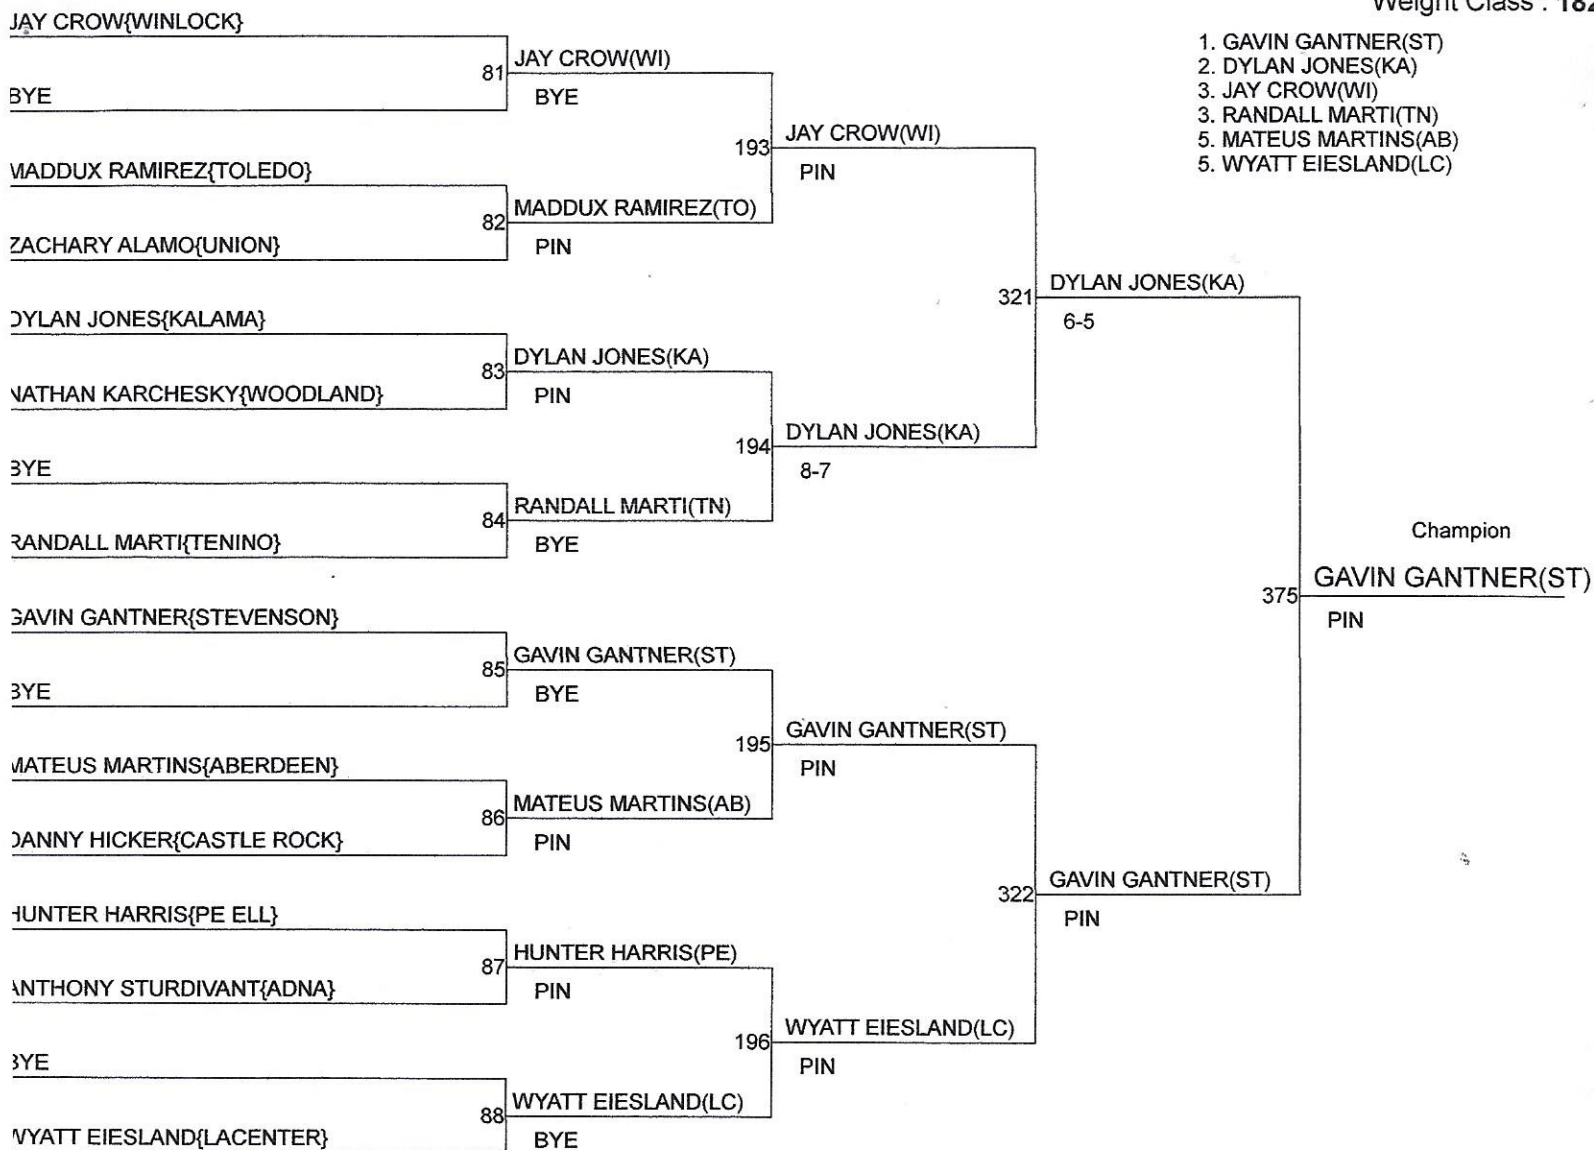 Weight Class : 182
1. GAVIN GANTNER(ST)
2. DYLAN JONES(KA)
3. JAY CROW(WI)
3. RANDALL MARTI(TN)
5. MATEUS MARTINS(AB)
5. WYATT EIESLAND(LC)
JAY CROW{WINLOCK}
BYE
MADDUX RAMIREZ{TOLEDO}
ZACHARY ALAMO{UNION}
DYLAN JONES{KALAMA}
NATHAN KARCHESKY{WOODLAND}
BYE
RANDALL MARTI{TENINO}
GAVIN GANTNER{STEVENSON}
BYE
MATEUS MARTINS{ABERDEEN}
DANNY HICKER{CASTLE ROCK}
HUNTER HARRIS{PE ELL}
ANTHONY STURDIVANT{ADNA}
BYE
WYATT EIESLAND{LACENTER}
81 JAY CROW(WI)
BYE
82 MADDUX RAMIREZ(TO)
PIN
83 DYLAN JONES(KA)
PIN
84 RANDALL MARTI(TN)
BYE
85 GAVIN GANTNER(ST)
BYE
86 MATEUS MARTINS(AB)
PIN
87 HUNTER HARRIS(PE)
PIN
88 WYATT EIESLAND(LC)
BYE
193 JAY CROW(WI)
PIN
194 DYLAN JONES(KA)
8-7
195 GAVIN GANTNER(ST)
PIN
196 WYATT EIESLAND(LC)
PIN
321 DYLAN JONES(KA)
6-5
322 GAVIN GANTNER(ST)
PIN
Champion
375 GAVIN GANTNER(ST)
PIN